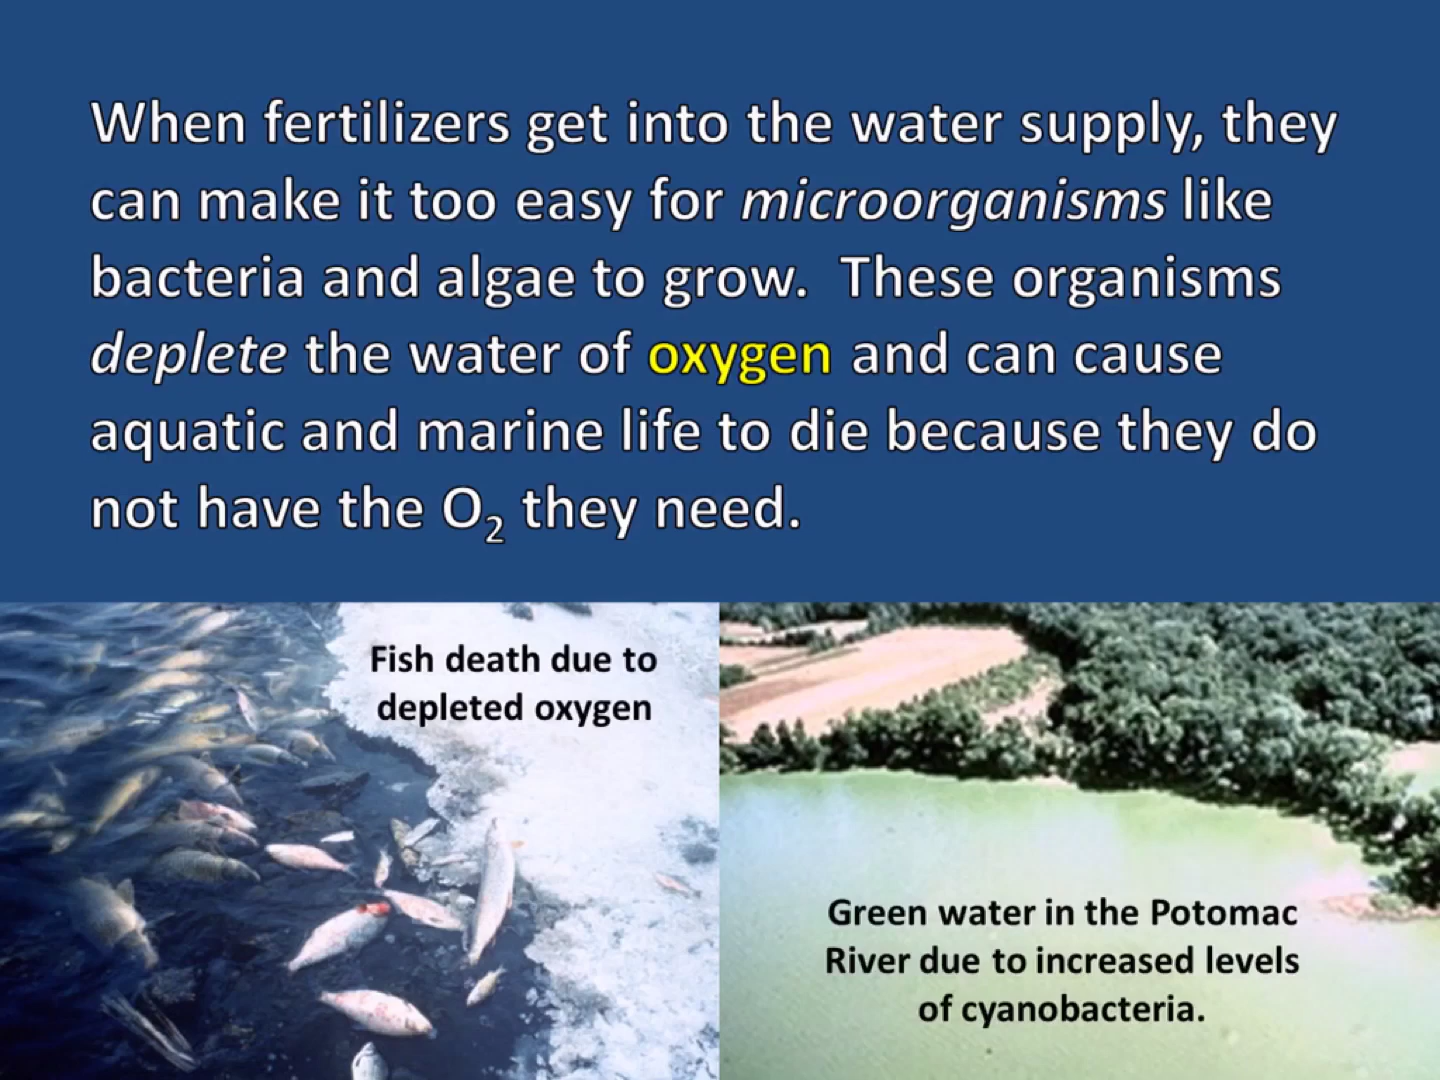 When fertilizers get into the water supply, they
can make it too easy for microorganisms like
bacteria and algae to grow.  These organisms
deplete the water of oxygen and can cause
aquatic and marine life to die because they do
not have the O₂ they need.
Fish death due to
depleted oxygen
Green water in the Potomac
River due to increased levels
of cyanobacteria.